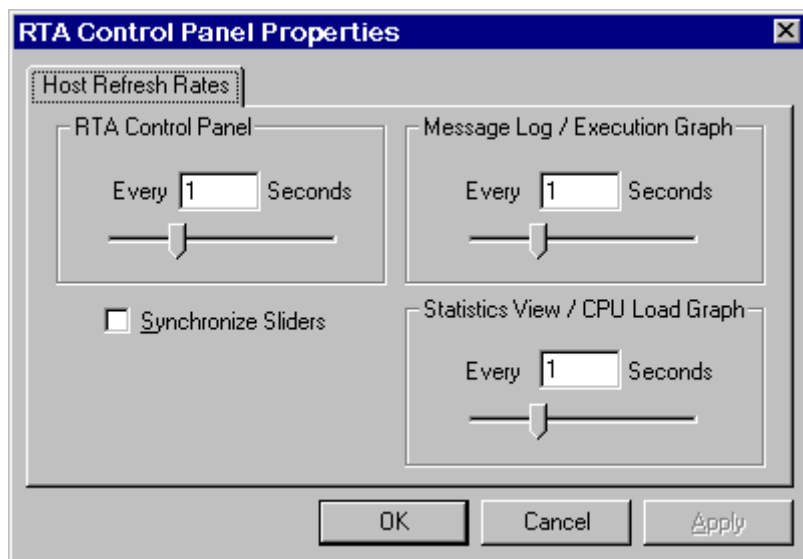 RTA Control Panel Properties
Host Refresh Rates
RTA Control Panel
Every 1 Seconds
Message Log / Execution Graph
Every 1 Seconds
Synchronize Sliders
Statistics View / CPU Load Graph
Every 1 Seconds
OK Cancel Apply